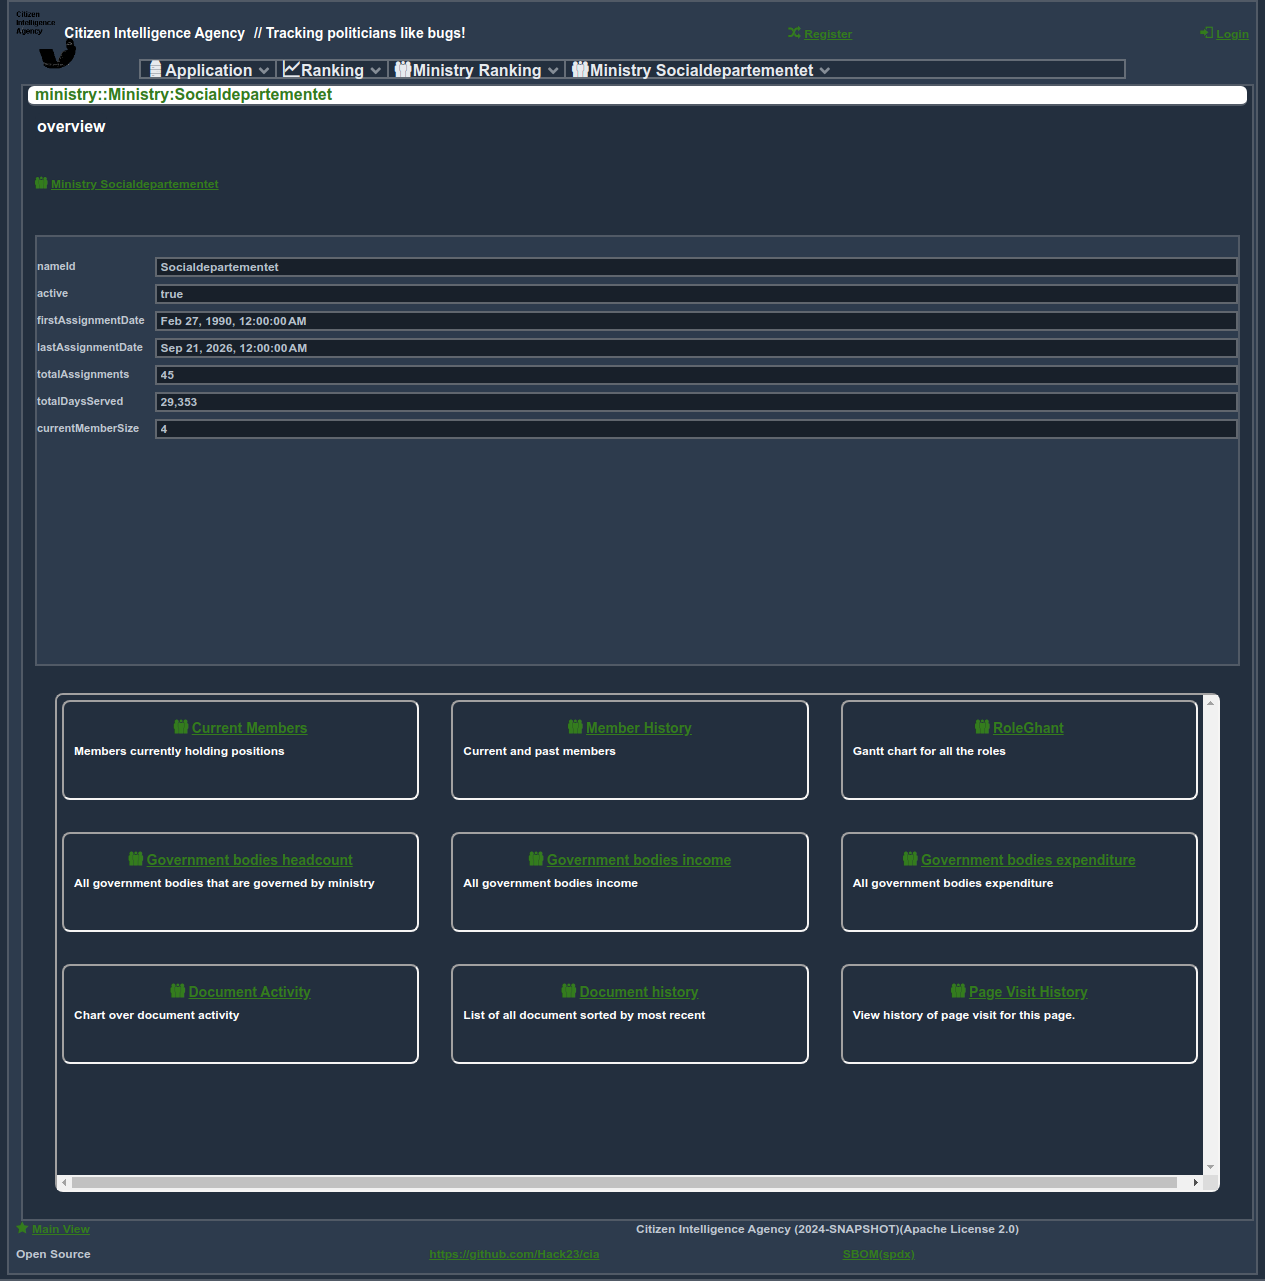 Citizen
Intelligence
Agency
Citizen Intelligence Agency // Tracking politicians like bugs!
Register
Login
Application
Ranking
Ministry Ranking
Ministry Socialdepartementet
ministry::Ministry:Socialdepartementet
overview
Ministry Socialdepartementet
nameId Socialdepartementet
active true
firstAssignmentDate Feb 27, 1990, 12:00:00 AM
lastAssignmentDate Sep 21, 2026, 12:00:00 AM
totalAssignments 45
totalDaysServed 29,353
currentMemberSize 4
Current Members
Members currently holding positions
Member History
Current and past members
RoleGhant
Gantt chart for all the roles
Government bodies headcount
All government bodies that are governed by ministry
Government bodies income
All government bodies income
Government bodies expenditure
All government bodies expenditure
Document Activity
Chart over document activity
Document history
List of all document sorted by most recent
Page Visit History
View history of page visit for this page.
Main View
Citizen Intelligence Agency (2024-SNAPSHOT)(Apache License 2.0)
Open Source
https://github.com/Hack23/cia
SBOM(spdx)